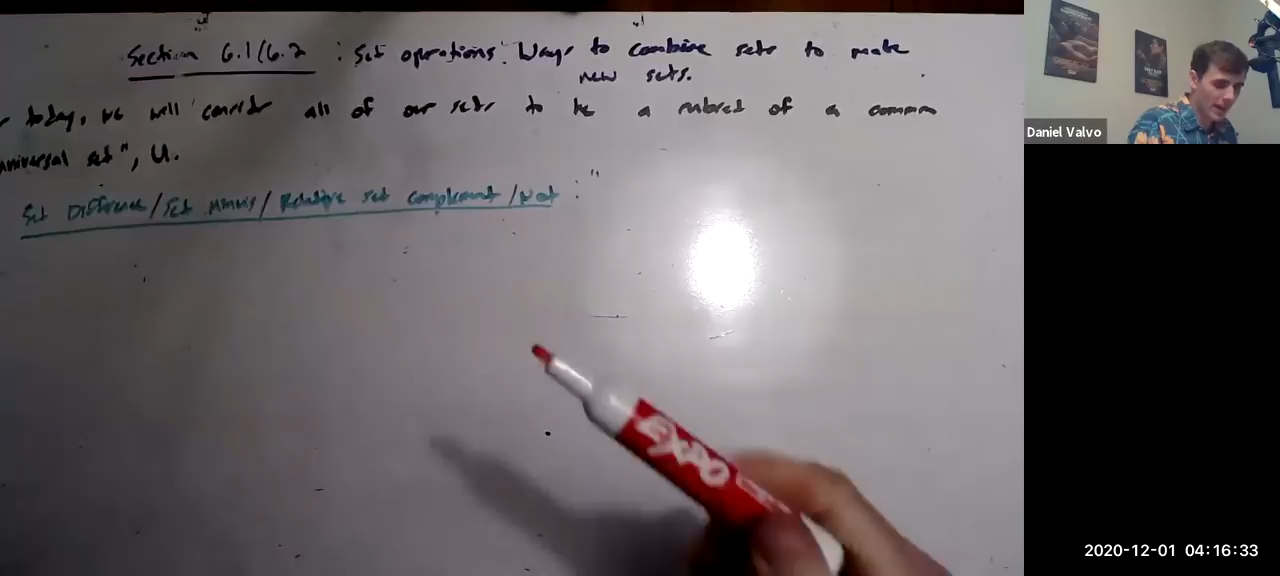 Section 6.1/6.2 : Set operations: Ways to combine sets to make
new sets.
today, we will consider all of our sets to be a subset of a common
universal set", U.
Set Difference/Set Minus/Relative Set Complement/Not : "
EXPO
Daniel Valvo
2020-12-01 04:16:33